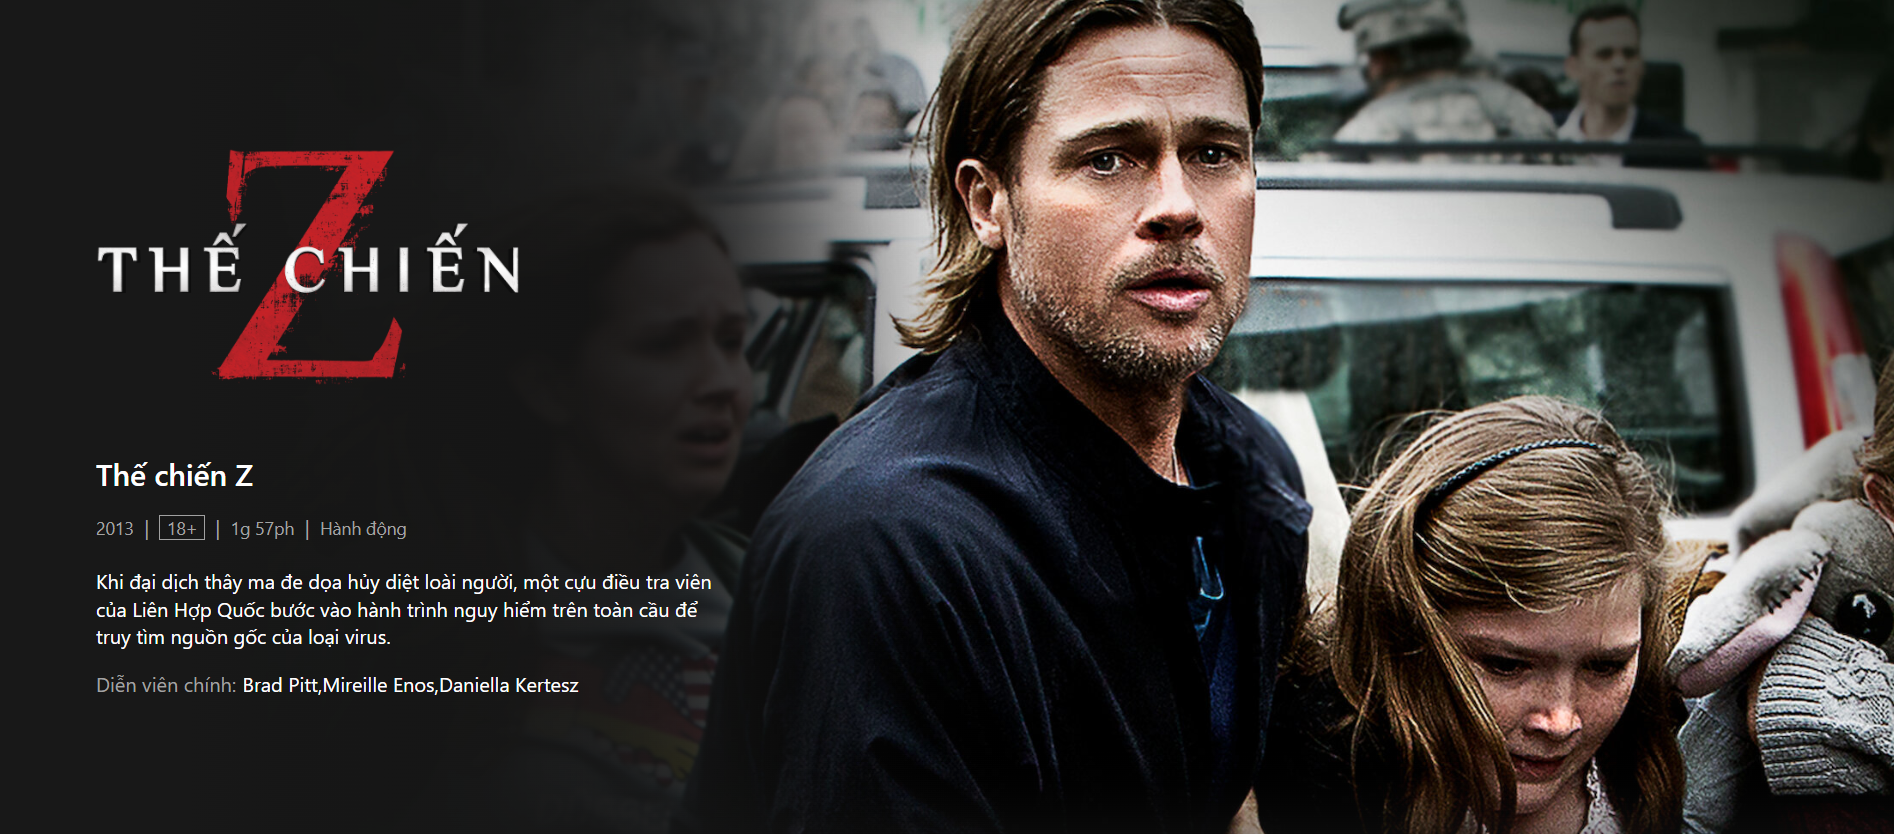 Z
THẾ CHIẾN
Thế chiến Z
2013 | 18+ | 1g 57ph | Hành động
Khi đại dịch thây ma đe dọa hủy diệt loài người, một cựu điều tra viên
của Liên Hợp Quốc bước vào hành trình nguy hiểm trên toàn cầu để
truy tìm nguồn gốc của loại virus.
Diễn viên chính: Brad Pitt,Mireille Enos,Daniella Kertesz